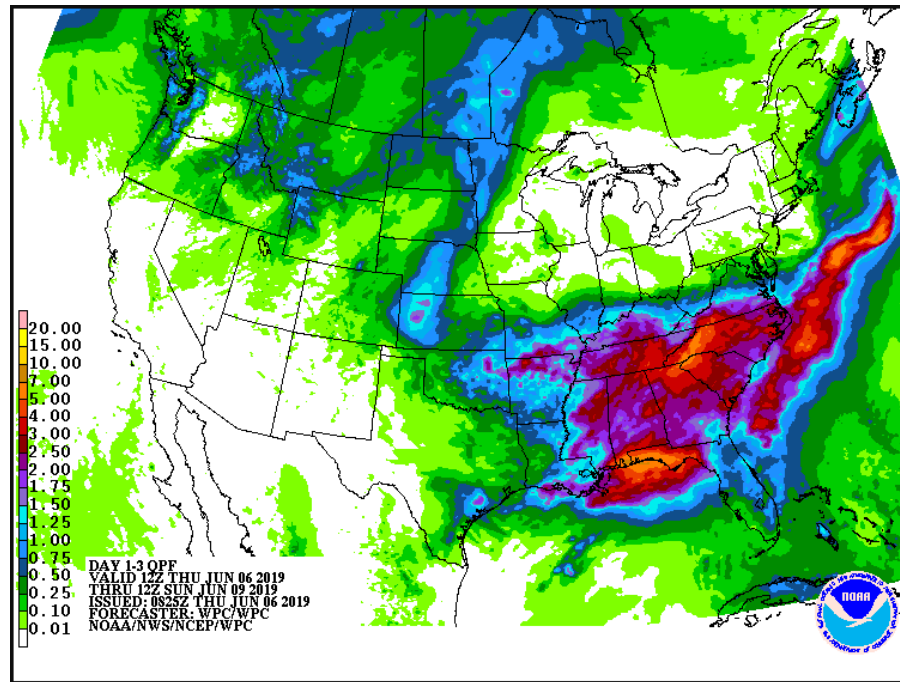 20.00
15.00
10.00
7.00
5.00
4.00
3.00
2.50
2.00
1.75
1.50
1.25
1.00
0.75
0.50
0.25
0.10
0.01
DAY 1-3 QPF
VALID 12Z THU JUN 06 2019
THRU 12Z SUN JUN 09 2019
ISSUED: 0825Z THU JUN 06 2019
FORECASTER: WPC/WPC
NOAA/NWS/NCEP/WPC
NOAA